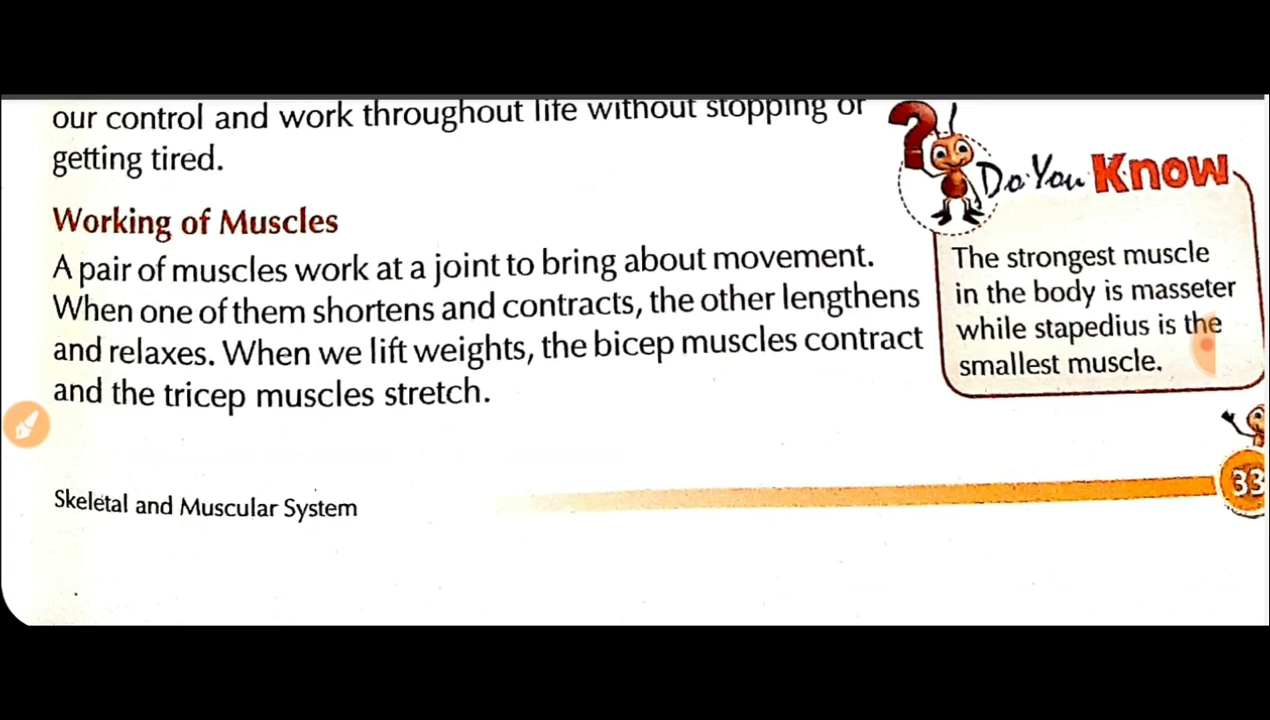 our control and work throughout life without stopping or
getting tired.
Working of Muscles
A pair of muscles work at a joint to bring about movement.
When one of them shortens and contracts, the other lengthens
and relaxes. When we lift weights, the bicep muscles contract
and the tricep muscles stretch.
? Do You Know
The strongest muscle
in the body is masseter
while stapedius is the
smallest muscle.
Skeletal and Muscular System
33